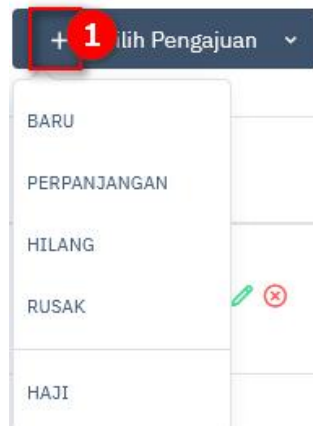 + 1 ilih Pengajuan
BARU
PERPANJANGAN
HILANG
RUSAK
HAJI